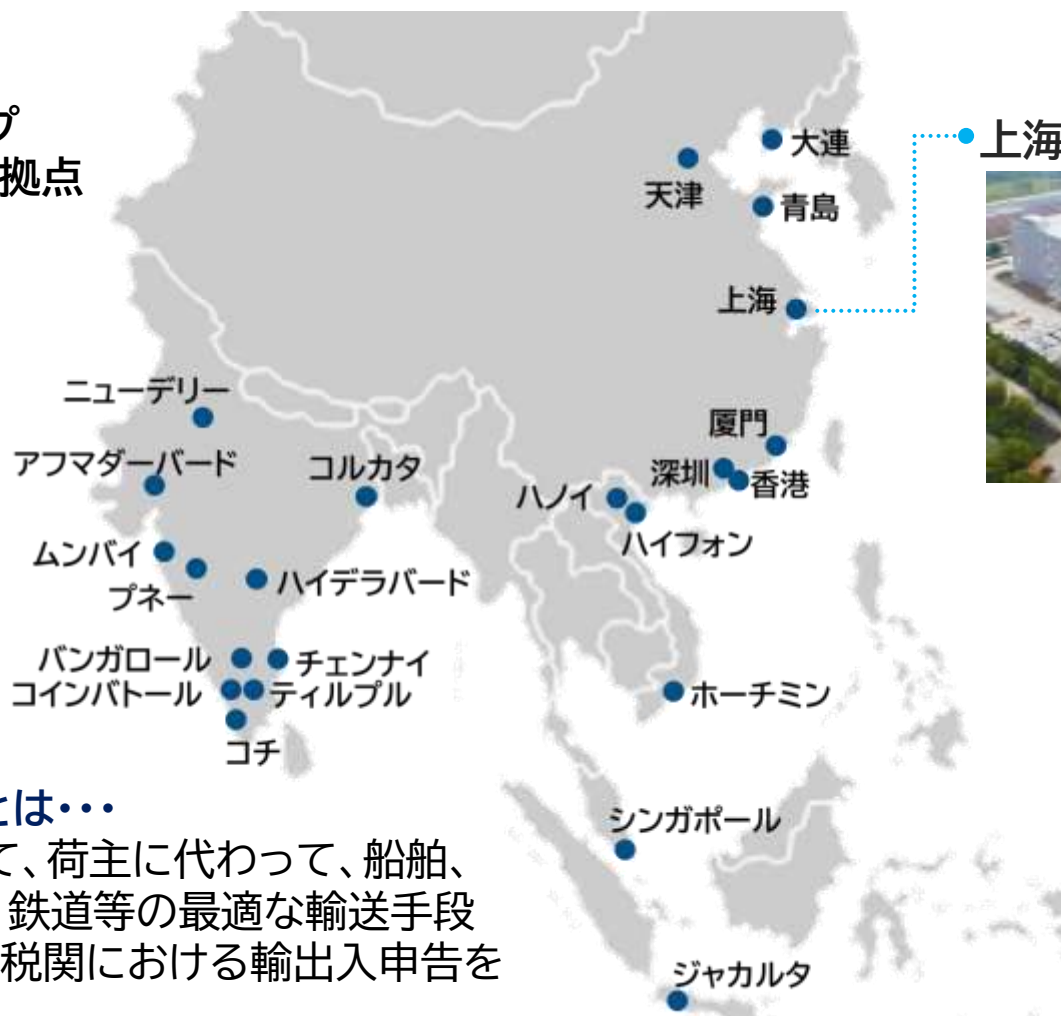 プ
拠点
大連
天津
青島
上海
上海
ニューデリー
厦門
アフマダーバード
コルカタ
深圳
香港
ハノイ
ムンバイ
ハイフォン
プネー
ハイデラバード
バンガロール
チェンナイ
コインバトール
ティルプル
ホーチミン
コチ
とは・・・
シンガポール
て、荷主に代わって、船舶、
鉄道等の最適な輸送手段
税関における輸出入申告を
ジャカルタ